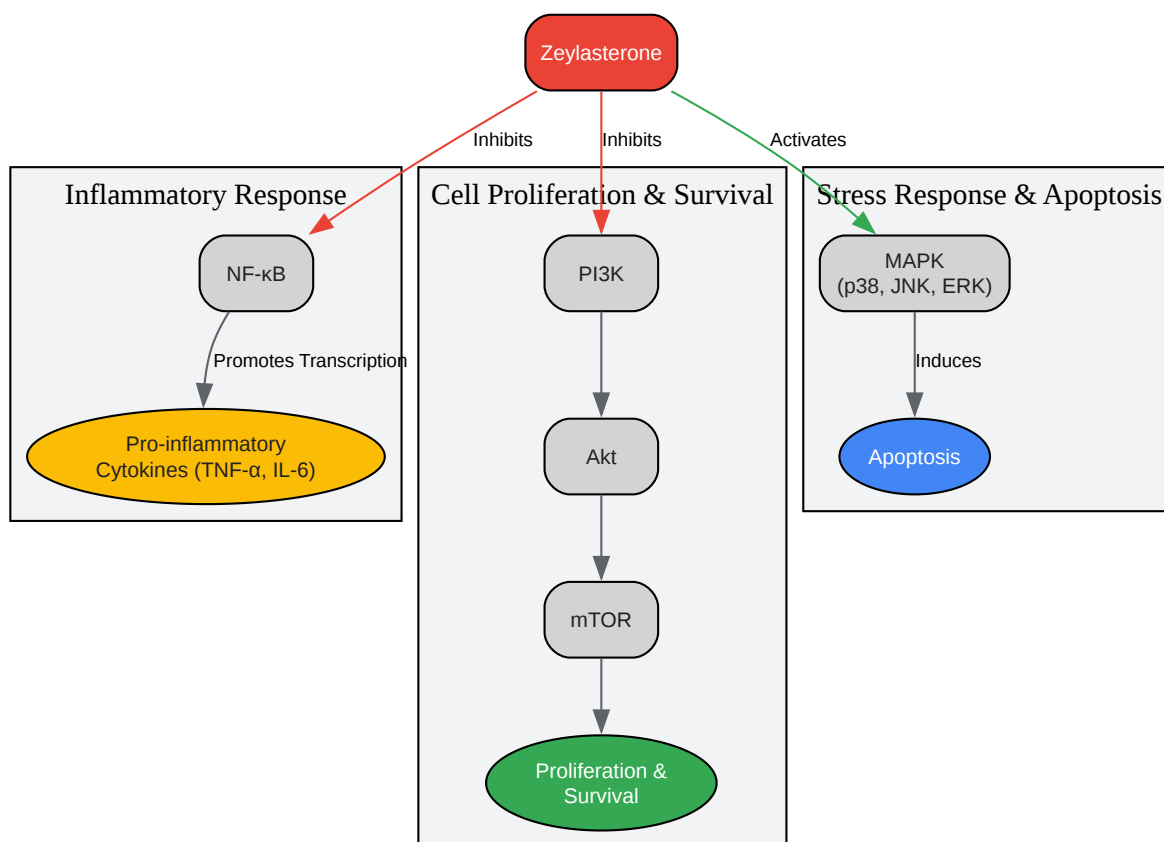 Zeylasterone
Inhibits
Inhibits
Activates
Inflammatory Response
Cell Proliferation & Survival
Stress Response & Apoptosis
NF-κB
PI3K
MAPK
(p38, JNK, ERK)
Promotes Transcription
Induces
Pro-inflammatory
Cytokines (TNF-α, IL-6)
Akt
Apoptosis
mTOR
Proliferation &
Survival